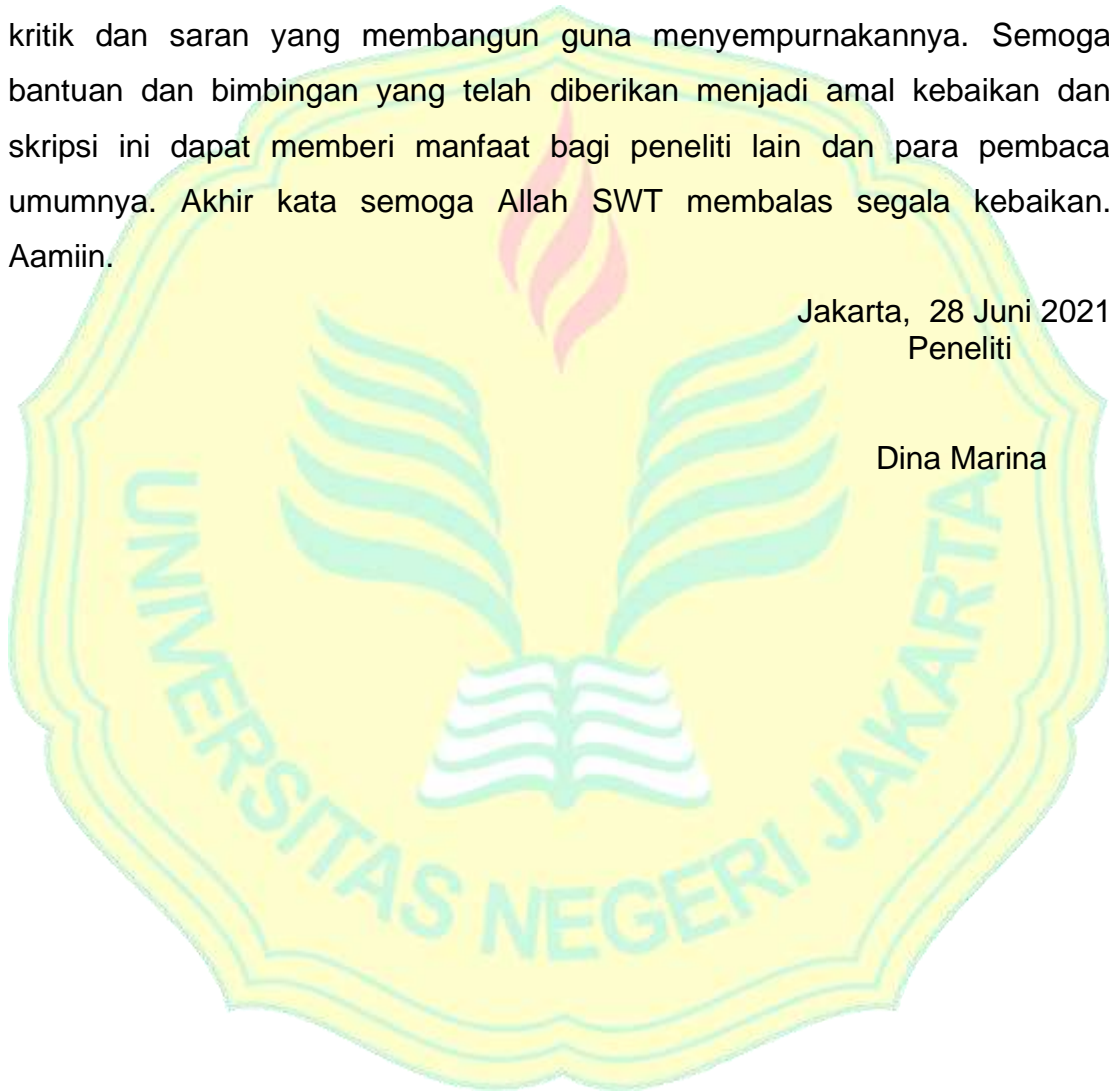 kritik dan saran yang membangun guna menyempurnakannya. Semoga
bantuan dan bimbingan yang telah diberikan menjadi amal kebaikan dan
skripsi ini dapat memberi manfaat bagi peneliti lain dan para pembaca
umumnya. Akhir kata semoga Allah SWT membalas segala kebaikan.
Aamiin.
Jakarta, 28 Juni 2021
Peneliti
Dina Marina
UNIVERSITAS NEGERI JAKARTA